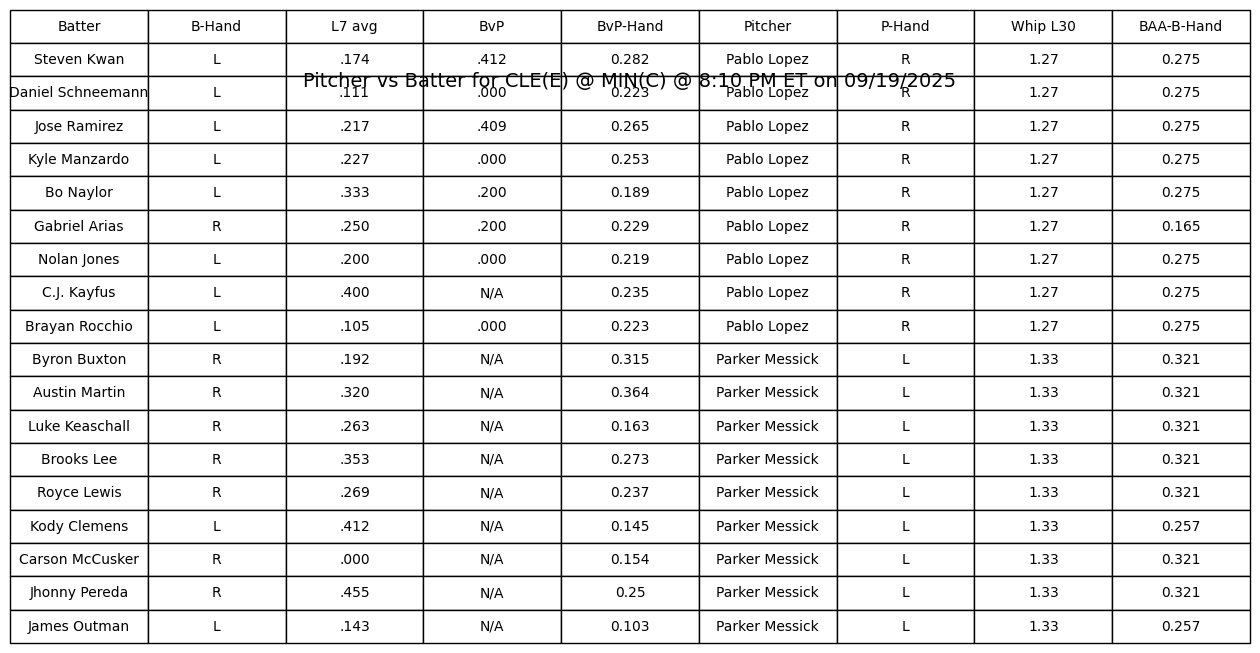 Batter B-Hand L7 avg BvP BvP-Hand Pitcher P-Hand Whip L30 BAA-B-Hand
Steven Kwan L .174 .412 0.282 Pablo Lopez R 1.27 0.275
Pitcher vs Batter for CLE(E) @ MIN(C) @ 8:10 PM ET on 09/19/2025
Daniel Schneemann L .111 .000 0.223 Pablo Lopez R 1.27 0.275
Jose Ramirez L .217 .409 0.265 Pablo Lopez R 1.27 0.275
Kyle Manzardo L .227 .000 0.253 Pablo Lopez R 1.27 0.275
Bo Naylor L .333 .200 0.189 Pablo Lopez R 1.27 0.275
Gabriel Arias R .250 .200 0.229 Pablo Lopez R 1.27 0.165
Nolan Jones L .200 .000 0.219 Pablo Lopez R 1.27 0.275
C.J. Kayfus L .400 N/A 0.235 Pablo Lopez R 1.27 0.275
Brayan Rocchio L .105 .000 0.223 Pablo Lopez R 1.27 0.275
Byron Buxton R .192 N/A 0.315 Parker Messick L 1.33 0.321
Austin Martin R .320 N/A 0.364 Parker Messick L 1.33 0.321
Luke Keaschall R .263 N/A 0.163 Parker Messick L 1.33 0.321
Brooks Lee R .353 N/A 0.273 Parker Messick L 1.33 0.321
Royce Lewis R .269 N/A 0.237 Parker Messick L 1.33 0.321
Kody Clemens L .412 N/A 0.145 Parker Messick L 1.33 0.257
Carson McCusker R .000 N/A 0.154 Parker Messick L 1.33 0.321
Jhonny Pereda R .455 N/A 0.25 Parker Messick L 1.33 0.321
James Outman L .143 N/A 0.103 Parker Messick L 1.33 0.257